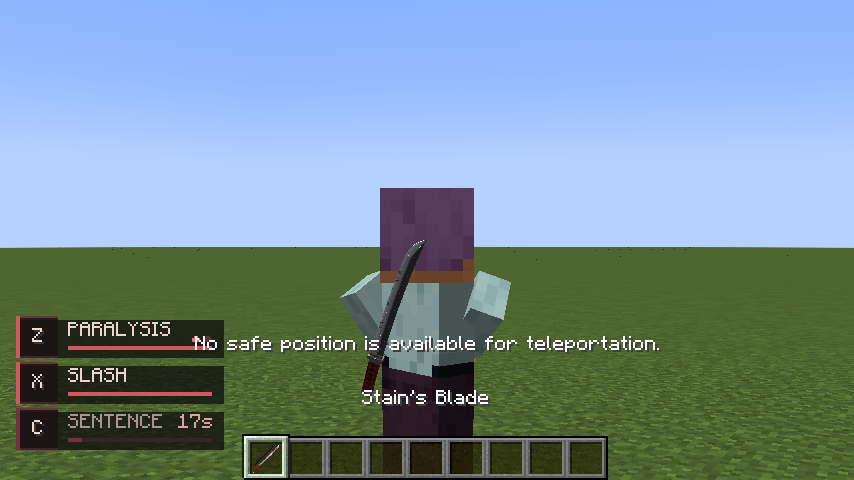 Z PARALYSIS
No safe position is available for teleportation.
X SLASH
Stain's Blade
C SENTENCE 17s